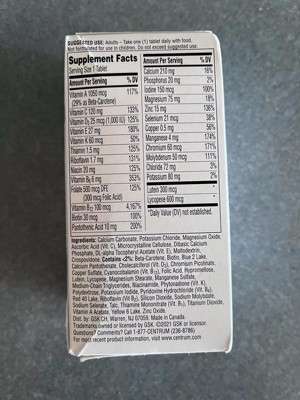 SUGGESTED USE: Adults – Take one (1) tablet daily with food.
Not formulated for use in children. Do not exceed suggested use.
Supplement Facts
Serving Size 1 Tablet
Amount Per Serving % DV
Vitamin A 1050 mcg 117%
(29% as Beta-Carotene)
Vitamin C 120 mg 133%
Vitamin D3 25 mcg (1,000 IU) 125%
Vitamin E 27 mg 180%
Vitamin K 60 mcg 50%
Thiamin 1.5 mg 125%
Riboflavin 1.7 mg 131%
Niacin 20 mg 125%
Vitamin B6 6 mg 353%
Folate 500 mcg DFE 125%
(300 mcg Folic Acid)
Vitamin B12 100 mcg 4,167%
Biotin 30 mcg 100%
Pantothenic Acid 10 mg 200%
Amount Per Serving % DV
Calcium 210 mg 16%
Phosphorus 20 mg 2%
Iodine 150 mcg 100%
Magnesium 75 mg 18%
Zinc 15 mg 136%
Selenium 21 mcg 38%
Copper 0.5 mg 56%
Manganese 4 mg 174%
Chromium 60 mcg 171%
Molybdenum 50 mcg 111%
Chloride 72 mg 3%
Potassium 80 mg 2%
Lutein 300 mcg *
Lycopene 600 mcg *
*Daily Value (DV) not established.
Ingredients: Calcium Carbonate, Potassium Chloride, Magnesium Oxide,
Ascorbic Acid (Vit. C), Microcrystalline Cellulose, Dibasic Calcium
Phosphate, DL-alpha Tocopheryl Acetate (Vit. E), Maltodextrin,
Crospovidone. Contains <2%: Beta-Carotene, Biotin, Blue 2 Lake,
Calcium Pantothenate, Cholecalciferol (Vit. D3), Chromium Picolinate,
Copper Sulfate, Cyanocobalamin (Vit. B12), Folic Acid, Hypromellose,
Lutein, Lycopene, Magnesium Stearate, Manganese Sulfate,
Medium-Chain Triglycerides, Niacinamide, Phytonadione (Vit. K),
Polydextrose, Potassium Iodide, Pyridoxine Hydrochloride (Vit. B6),
Red 40 Lake, Riboflavin (Vit B2), Silicon Dioxide, Sodium Molybdate,
Sodium Selenate, Talc, Thiamine Mononitrate (Vit. B1), Titanium Dioxide,
Vitamin A Acetate, Yellow 6 Lake, Zinc Oxide.
Dist. by: GSK CH, Warren, NJ 07059. Made in Canada.
Trademarks owned or licensed by GSK. ©2021 GSK or licensor.
Questions? Comments? Call 1-877-CENTRUM (236-8786)
For most recent product information, visit www.centrum.com